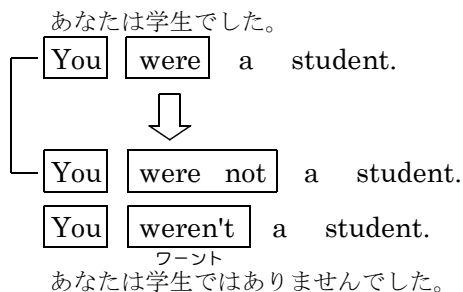 あなたは学生でした。
You were a student.
You were not a student.
You weren't a student.
ワーント
あなたは学生ではありませんでした。